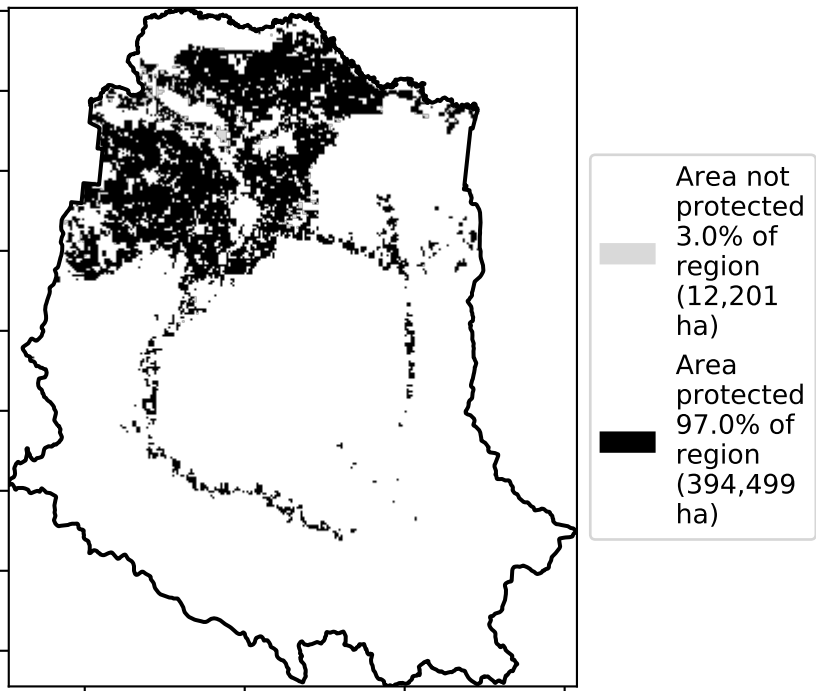 Area not
protected
3.0% of
region
(12,201
ha)
Area
protected
97.0% of
region
(394,499
ha)